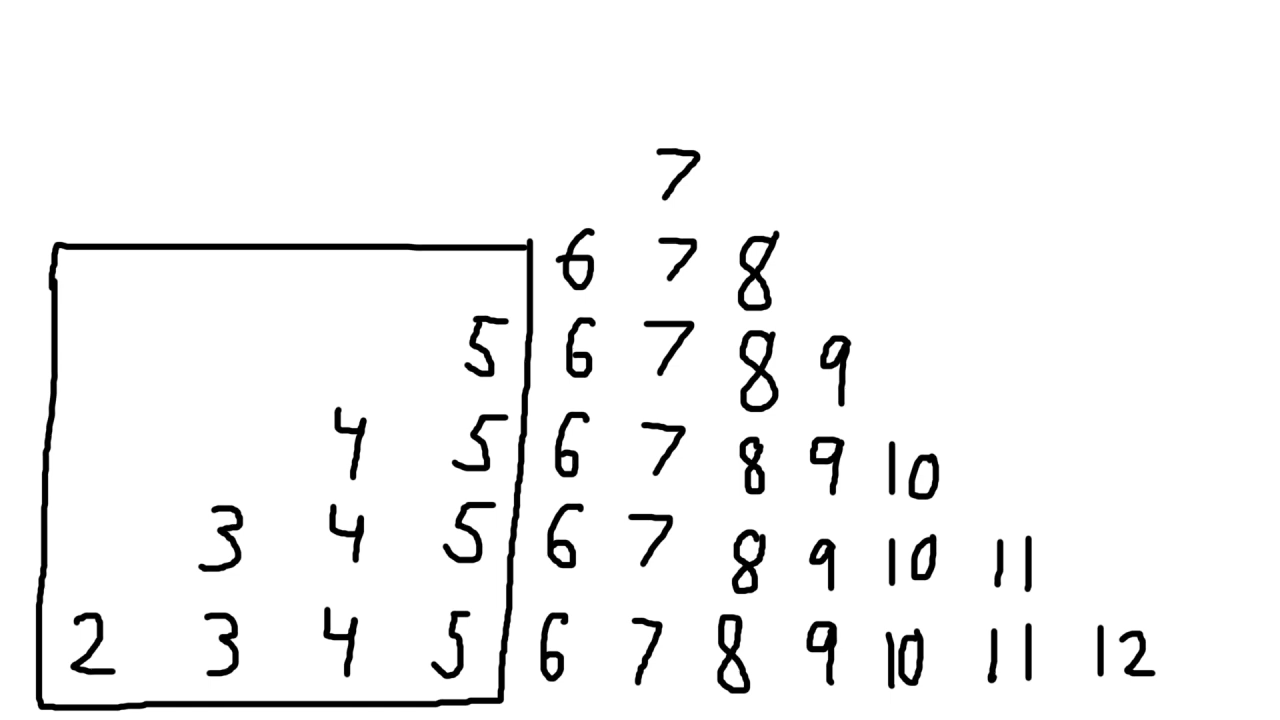 7
6 7 8
5 6 7 8 9
4 5 6 7 8 9 10
3 4 5 6 7 8 9 10 11
2 3 4 5 6 7 8 9 10 11 12